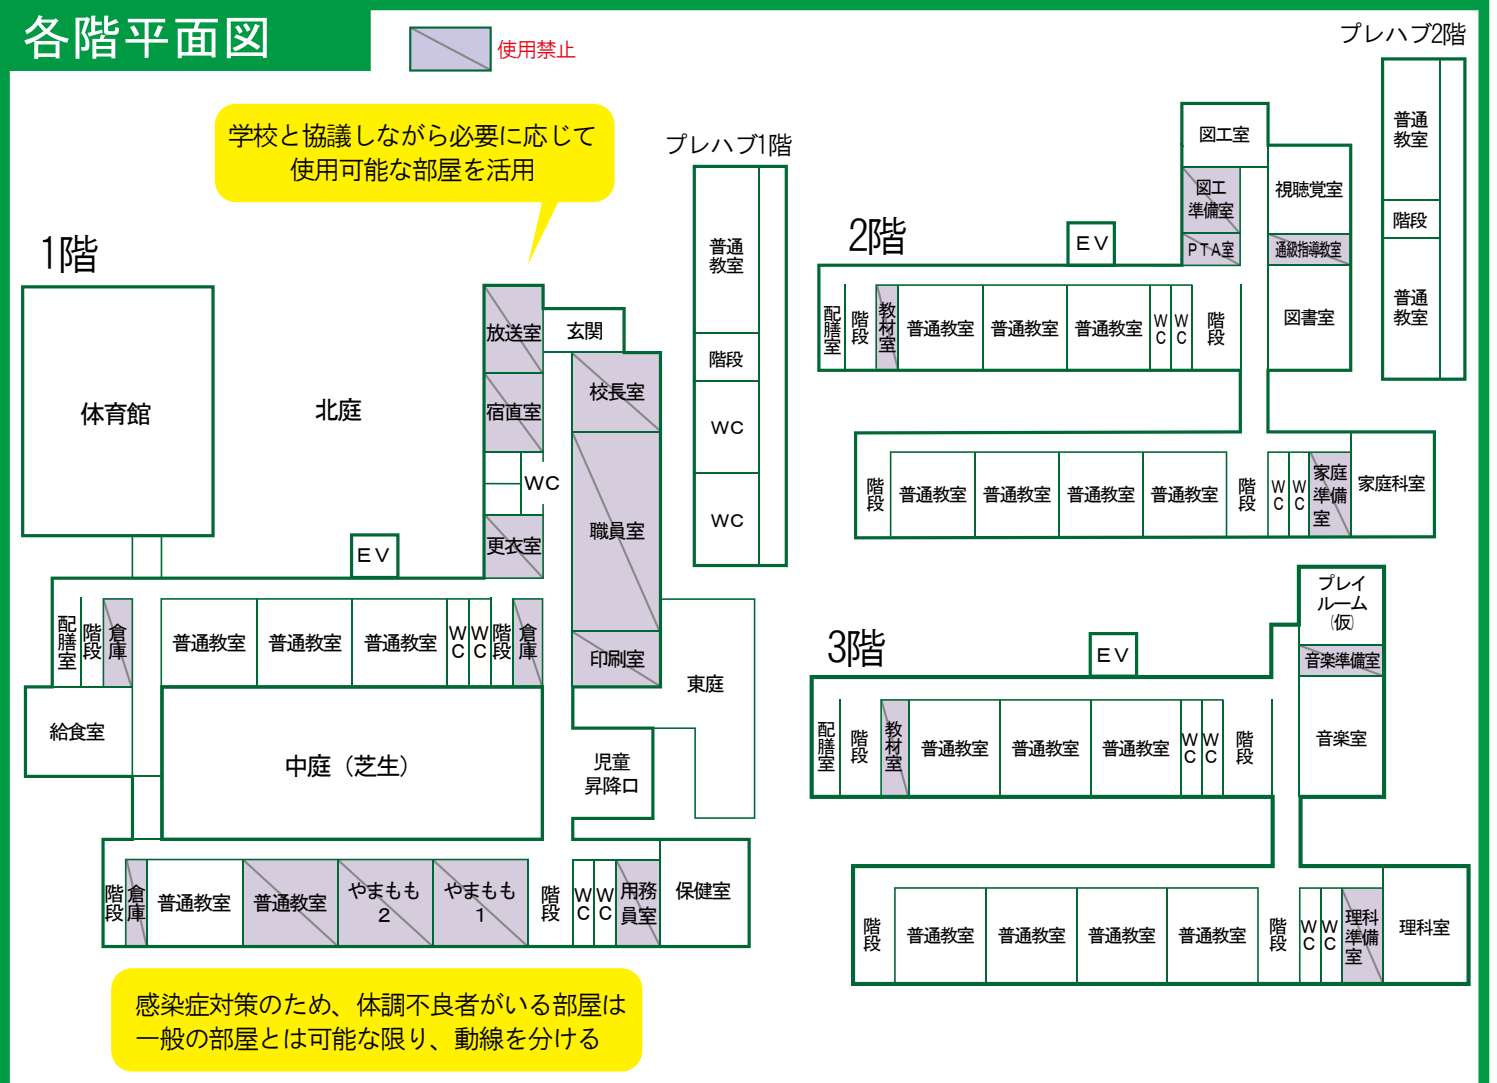 各階平面図
使用禁止
学校と協議しながら必要に応じて
使用可能な部屋を活用
1階
体育館
北庭
EV
放送室
玄関
校長室
宿直室
WC
職員室
更衣室
印刷室
配膳室
階段
倉庫
普通教室
普通教室
普通教室
WC
WC
階段
倉庫
東庭
給食室
中庭（芝生）
児童
昇降口
階段
倉庫
普通教室
普通教室
やまもも
2
やまもも
1
階段
WC
WC
用務
員室
保健室
感染症対策のため、体調不良者がいる部屋は
一般の部屋とは可能な限り、動線を分ける
プレハブ1階
普通
教室
階段
WC
WC
プレハブ2階
普通
教室
階段
普通
教室
2階
EV
図工室
図工
準備室
PTA室
視聴覚室
通級指導教室
図書室
配膳室
階段
教材室
普通教室
普通教室
普通教室
WC
WC
階段
階段
普通教室
普通教室
普通教室
普通教室
階段
WC
WC
家庭
準備
室
家庭科室
3階
EV
プレイ
ルーム
(仮)
音楽準備室
音楽室
配膳室
階段
教材室
普通教室
普通教室
普通教室
WC
WC
階段
階段
普通教室
普通教室
普通教室
普通教室
階段
WC
WC
理科
準備
室
理科室